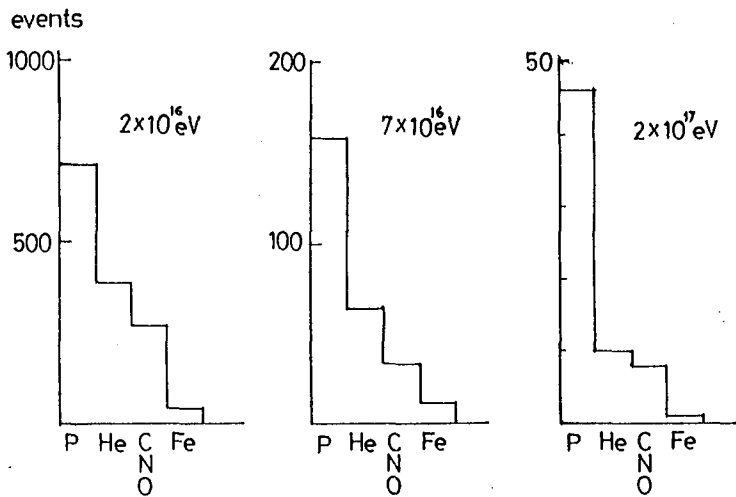 events
1000
500
2×10¹⁶eV
P He C Fe
N
O
200
100
7×10¹⁶eV
P He C Fe
N
O
50
2×10¹⁷eV
P He C Fe
N
O